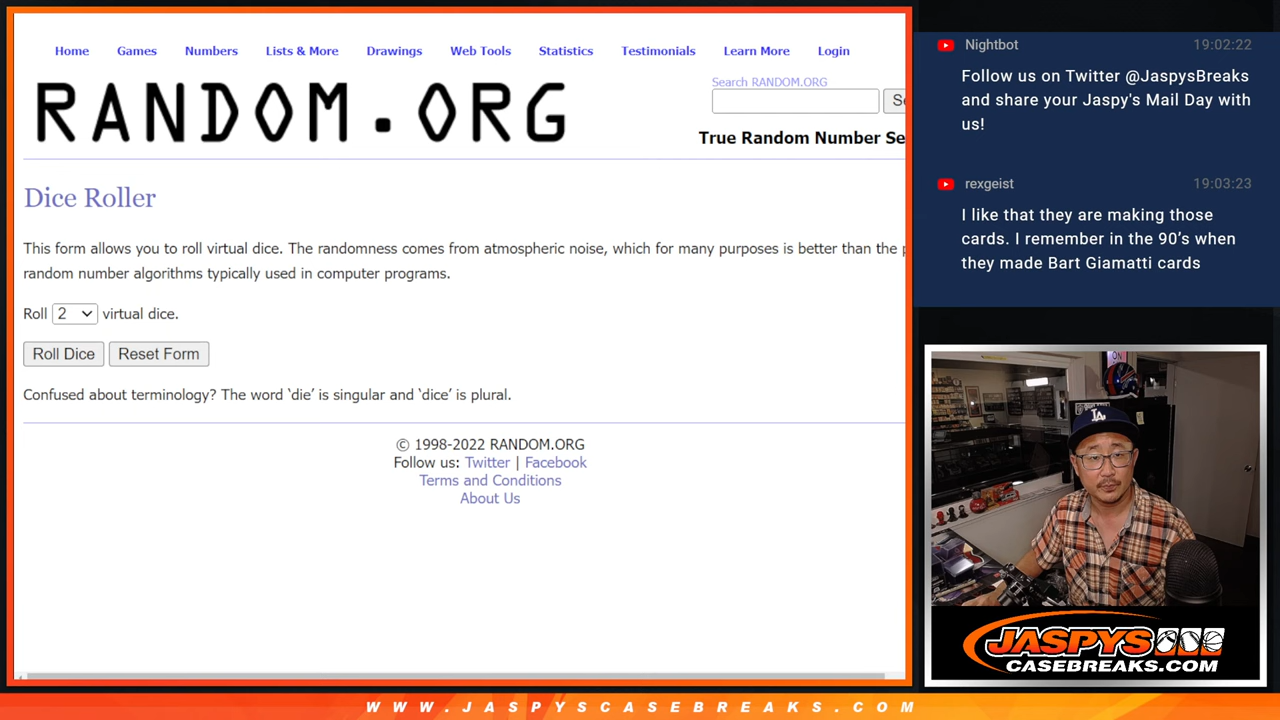 Home Games Numbers Lists & More Drawings Web Tools Statistics Testimonials Learn More Login
RANDOM.ORG
Search RANDOM.ORG
True Random Number Se
Dice Roller
This form allows you to roll virtual dice. The randomness comes from atmospheric noise, which for many purposes is better than the p
random number algorithms typically used in computer programs.
Roll 2 virtual dice.
Roll Dice Reset Form
Confused about terminology? The word ‘die’ is singular and ‘dice’ is plural.
© 1998-2022 RANDOM.ORG
Follow us: Twitter | Facebook
Terms and Conditions
About Us
Nightbot 19:02:22
Follow us on Twitter @JaspysBreaks
and share your Jaspy's Mail Day with
us!
rexgeist 19:03:23
I like that they are making those
cards. I remember in the 90’s when
they made Bart Giamatti cards
ON
LA
JASPYS
CASEBREAKS.COM
WWW.JASPYSCASEBREAKS.COM